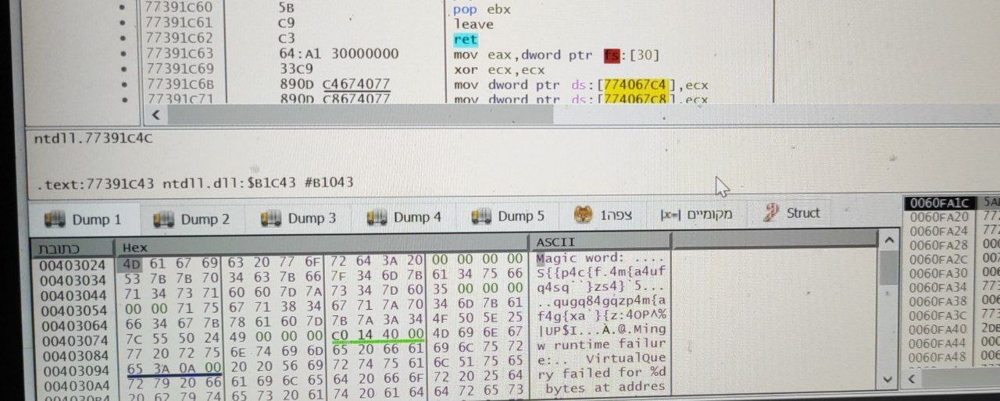 77391C60 5B pop ebx
77391C61 C9 leave
77391C62 C3 ret
77391C63 64:A1 30000000 mov eax,dword ptr fs:[30]
77391C69 33C9 xor ecx,ecx
77391C6B 890D C4674077 mov dword ptr ds:[774067C4],ecx
77391C71 890D C8674077 mov dword ptr ds:[774067C8],ecx
ntdll.77391C4C
.text:77391C43 ntdll.dll:$B1C43 #B1043
Dump 1 Dump 2 Dump 3 Dump 4 Dump 5 צפה1 |x=| מקומיים Struct
כתובת Hex ASCII
00403024 4D 61 67 69 63 20 77 6F 72 64 3A 20 00 00 00 00 Magic word: ....
00403034 53 7B 7B 70 34 63 7B 66 7F 34 6D 7B 61 34 75 66 S{{p4c{f.4m{a4uf
00403044 71 34 73 71 60 60 7D 7A 73 34 7D 60 35 00 00 00 q4sq``}zs4}`5...
00403054 00 00 71 75 67 71 38 34 67 71 7A 70 34 6D 7B 61 ..qugq84gqzp4m{a
00403064 66 34 67 7B 78 61 60 7D 7B 7A 3A 34 4F 50 5E 25 f4g{xa`}{z:4OP^%
00403074 7C 55 50 24 49 00 00 00 C0 14 40 00 4D 69 6E 67 |UP$I...À.@.Ming
00403084 77 20 72 75 6E 74 69 6D 65 20 66 61 69 6C 75 72 w runtime failur
00403094 65 3A 0A 00 20 20 56 69 72 74 75 61 6C 51 75 65 e:..  VirtualQue
004030A4 72 79 20 66 61 69 6C 65 64 20 66 6F 72 20 25 64 ry failed for %d
004030B4 20 62 79 74 65 73 20 61 74 20 61 64 64 72 65 73 bytes at addres
0060FA1C
0060FA20 77
0060FA24 77
0060FA28 000
0060FA2C 000
0060FA30 006
0060FA34 773
0060FA38 006
0060FA3C 773
0060FA40 2DB
0060FA44 006
0060FA48 006